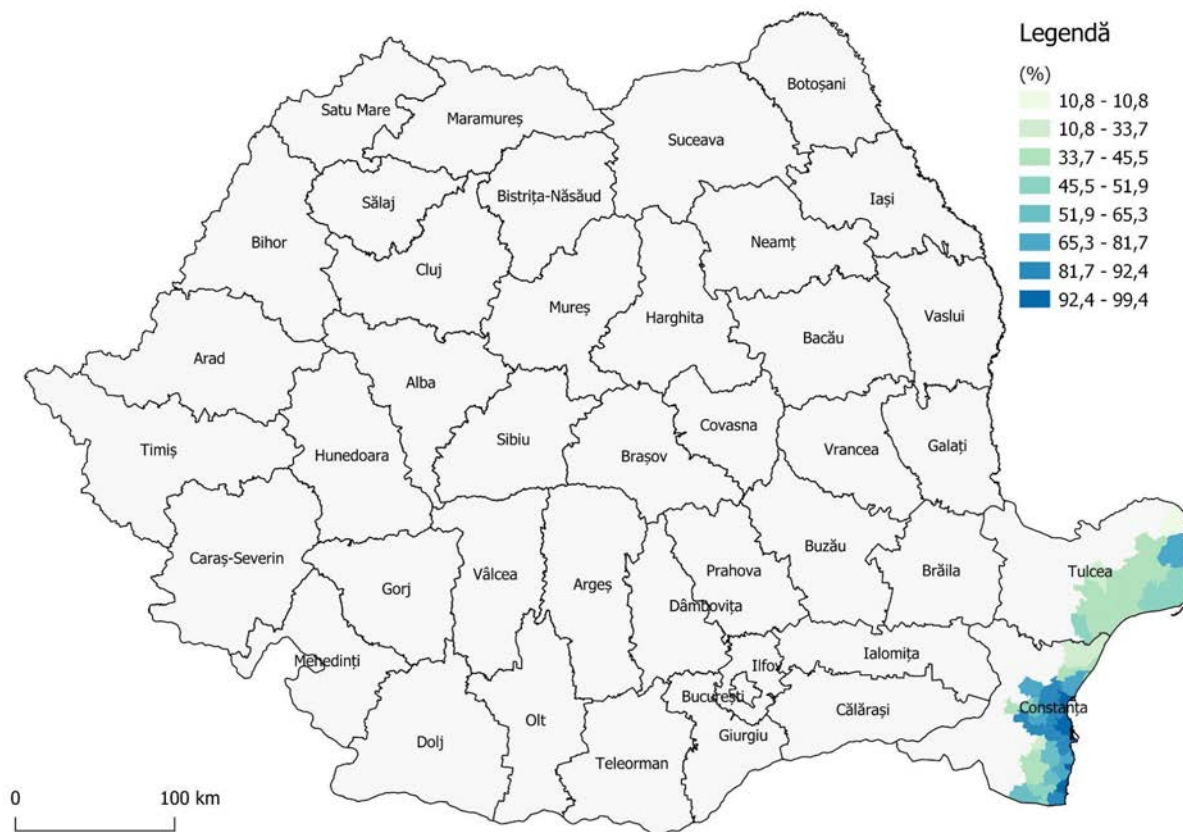 Legendă
(%)
10,8 - 10,8
10,8 - 33,7
33,7 - 45,5
45,5 - 51,9
51,9 - 65,3
65,3 - 81,7
81,7 - 92,4
92,4 - 99,4
Botoșani
Satu Mare
Maramureș
Suceava
Bistrița-Năsăud
Iași
Sălaj
Bihor
Neamț
Cluj
Mureș
Harghita
Vaslui
Bacău
Arad
Alba
Covasna
Sibiu
Vrancea
Galați
Timiș
Hunedoara
Brașov
Buzău
Caraș-Severin
Prahova
Brăila
Tulcea
Vâlcea
Argeș
Gorj
Dâmbovița
Ialomița
Mehedinți
Ilfov
București
Constanța
Călărași
Olt
Giurgiu
Dolj
Teleorman
0 100 km